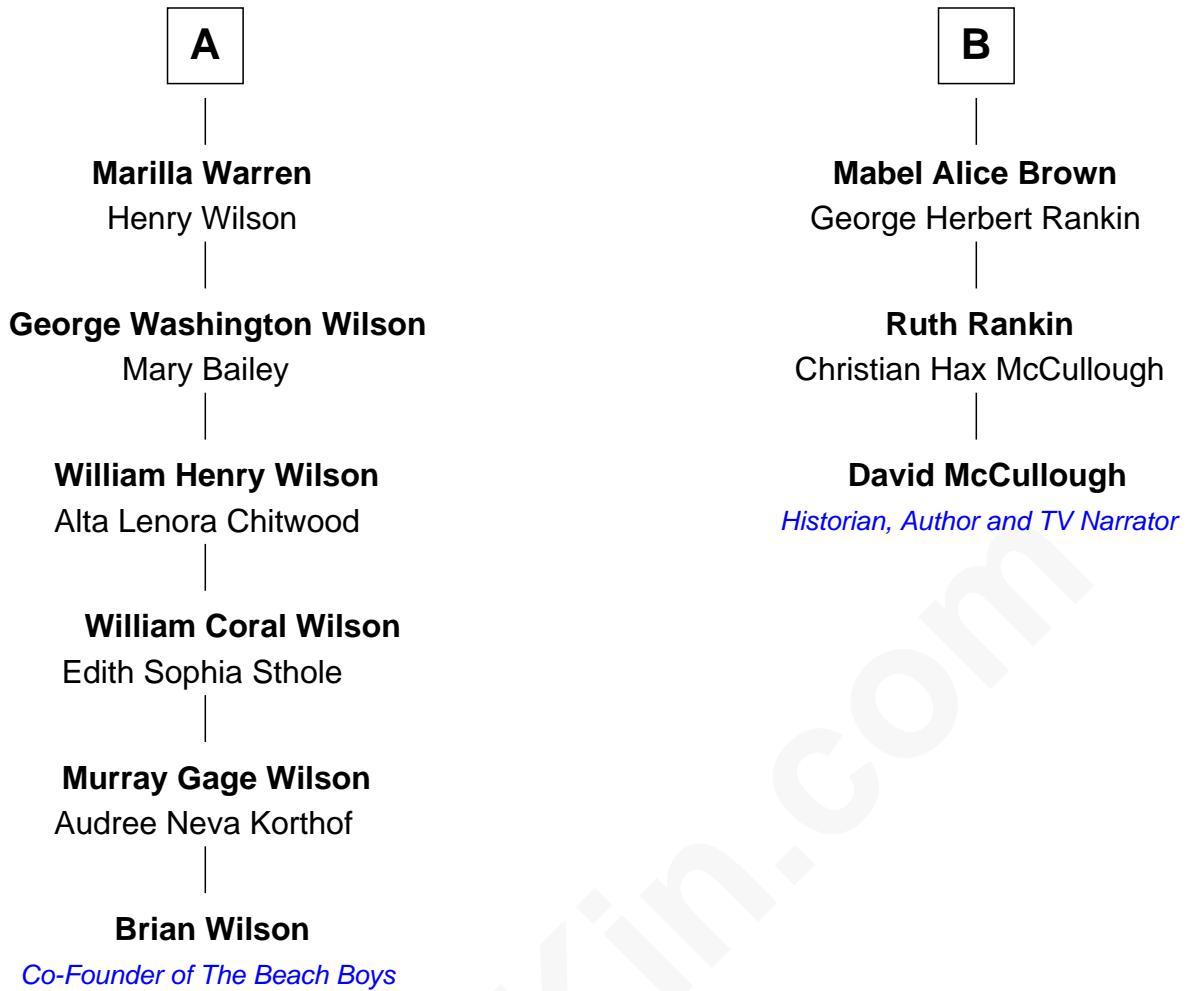 A
Marilla Warren
Henry Wilson
George Washington Wilson
Mary Bailey
William Henry Wilson
Alta Lenora Chitwood
William Coral Wilson
Edith Sophia Sthole
Murray Gage Wilson
Audree Neva Korthof
Brian Wilson
Co-Founder of The Beach Boys
B
Mabel Alice Brown
George Herbert Rankin
Ruth Rankin
Christian Hax McCullough
David McCullough
Historian, Author and TV Narrator
Kin.com